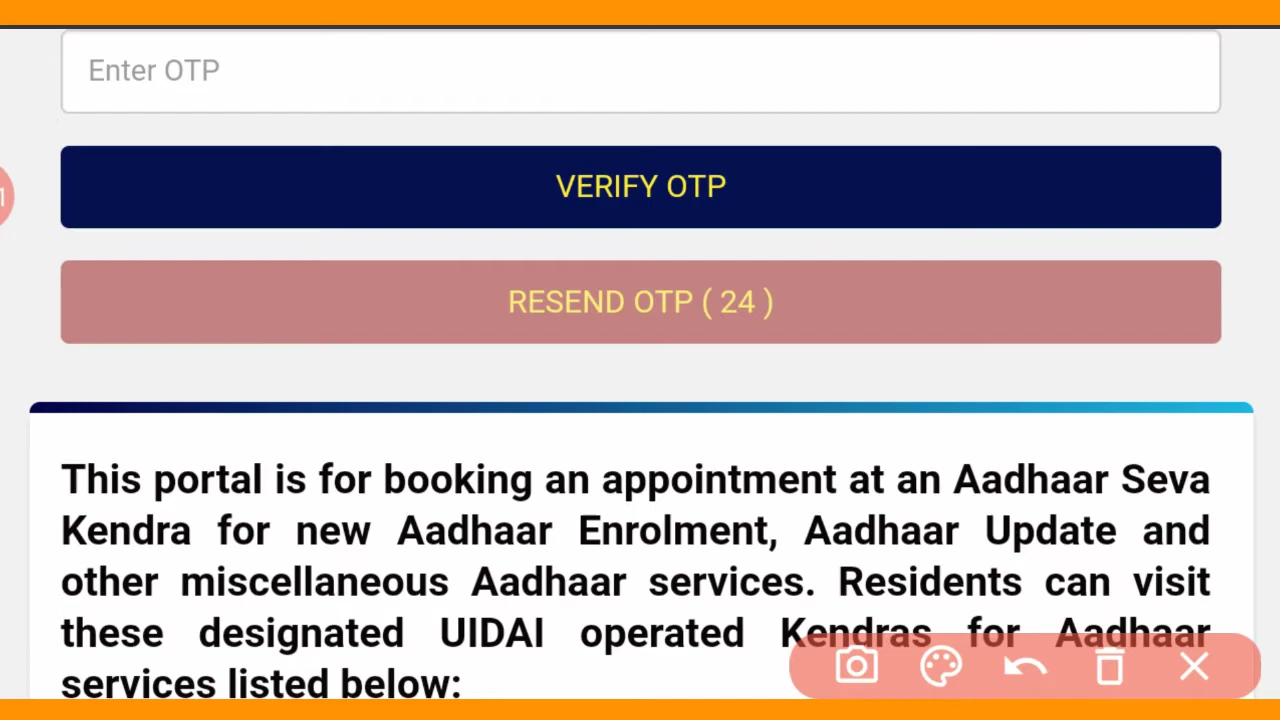 Enter OTP
VERIFY OTP
RESEND OTP ( 24 )
This portal is for booking an appointment at an Aadhaar Seva
Kendra for new Aadhaar Enrolment, Aadhaar Update and
other miscellaneous Aadhaar services. Residents can visit
these designated UIDAI operated Kendras for Aadhaar
services listed below: